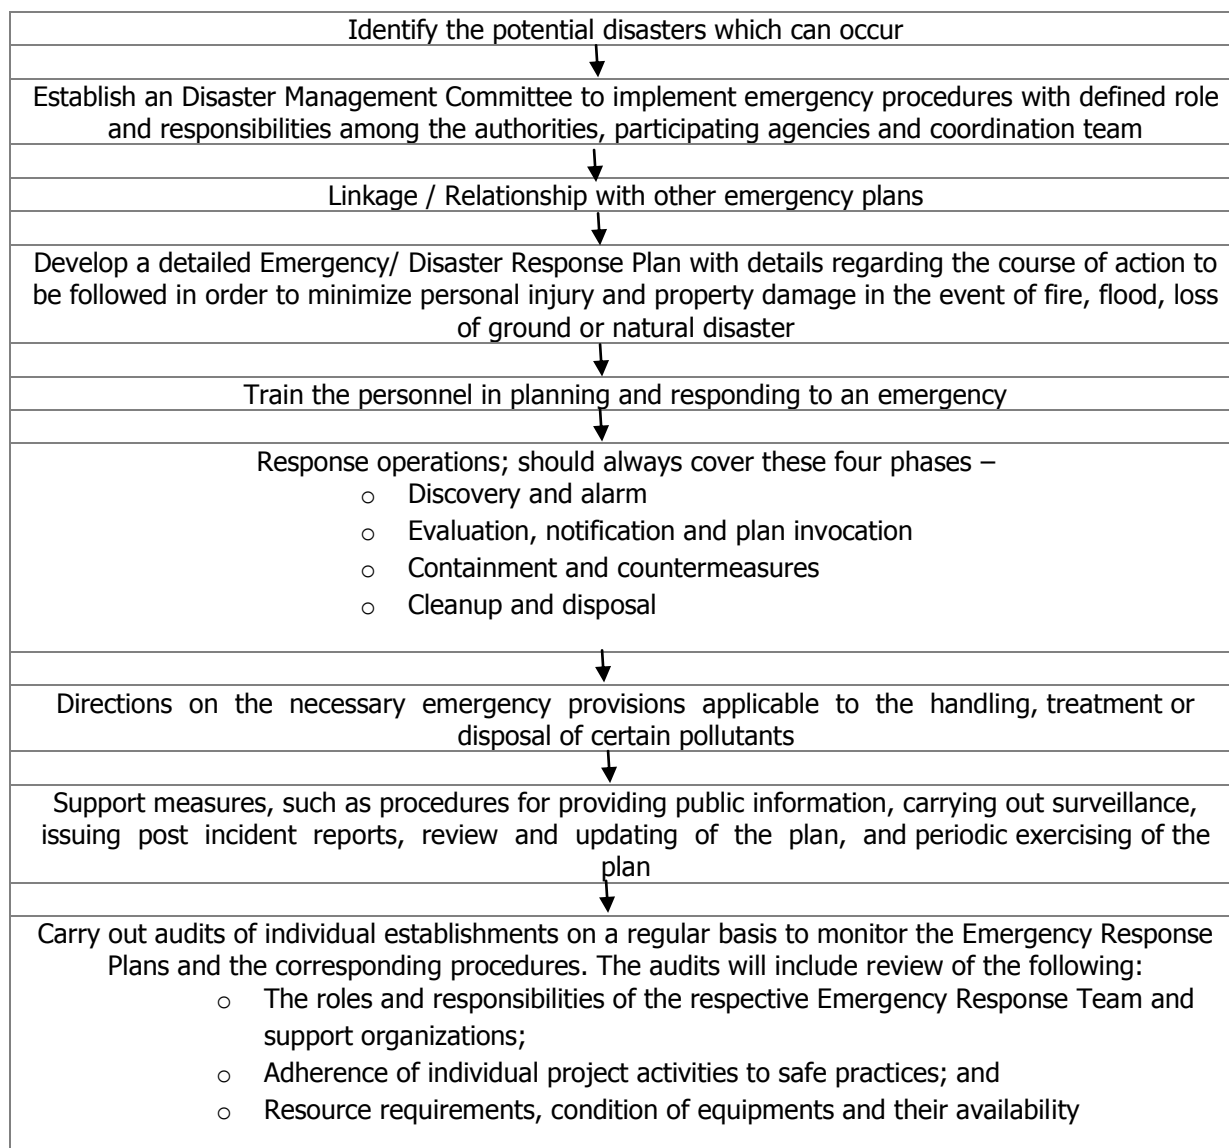 Identify the potential disasters which can occur
Establish an Disaster Management Committee to implement emergency procedures with defined role
and responsibilities among the authorities, participating agencies and coordination team
Linkage / Relationship with other emergency plans
Develop a detailed Emergency/ Disaster Response Plan with details regarding the course of action to
be followed in order to minimize personal injury and property damage in the event of fire, flood, loss
of ground or natural disaster
Train the personnel in planning and responding to an emergency
Response operations; should always cover these four phases –
o Discovery and alarm
o Evaluation, notification and plan invocation
o Containment and countermeasures
o Cleanup and disposal
Directions on the necessary emergency provisions applicable to the handling, treatment or
disposal of certain pollutants
Support measures, such as procedures for providing public information, carrying out surveillance,
issuing post incident reports, review and updating of the plan, and periodic exercising of the
plan
Carry out audits of individual establishments on a regular basis to monitor the Emergency Response
Plans and the corresponding procedures. The audits will include review of the following:
o The roles and responsibilities of the respective Emergency Response Team and
support organizations;
o Adherence of individual project activities to safe practices; and
o Resource requirements, condition of equipments and their availability